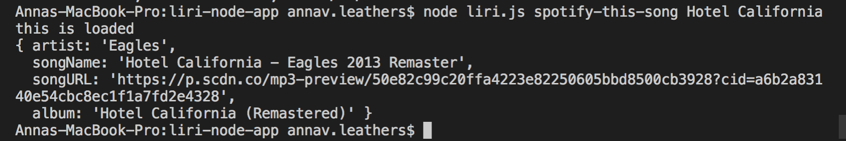 Annas-MacBook-Pro:liri-node-app annav.leathers$ node liri.js spotify-this-song Hotel California
this is loaded
{ artist: 'Eagles',
  songName: 'Hotel California - Eagles 2013 Remaster',
  songURL: 'https://p.scdn.co/mp3-preview/50e82c99c20ffa4223e82250605bbd8500cb3928?cid=a6b2a831
40e54cbc8ec1f1a7fd2e4328',
  album: 'Hotel California (Remastered)' }
Annas-MacBook-Pro:liri-node-app annav.leathers$